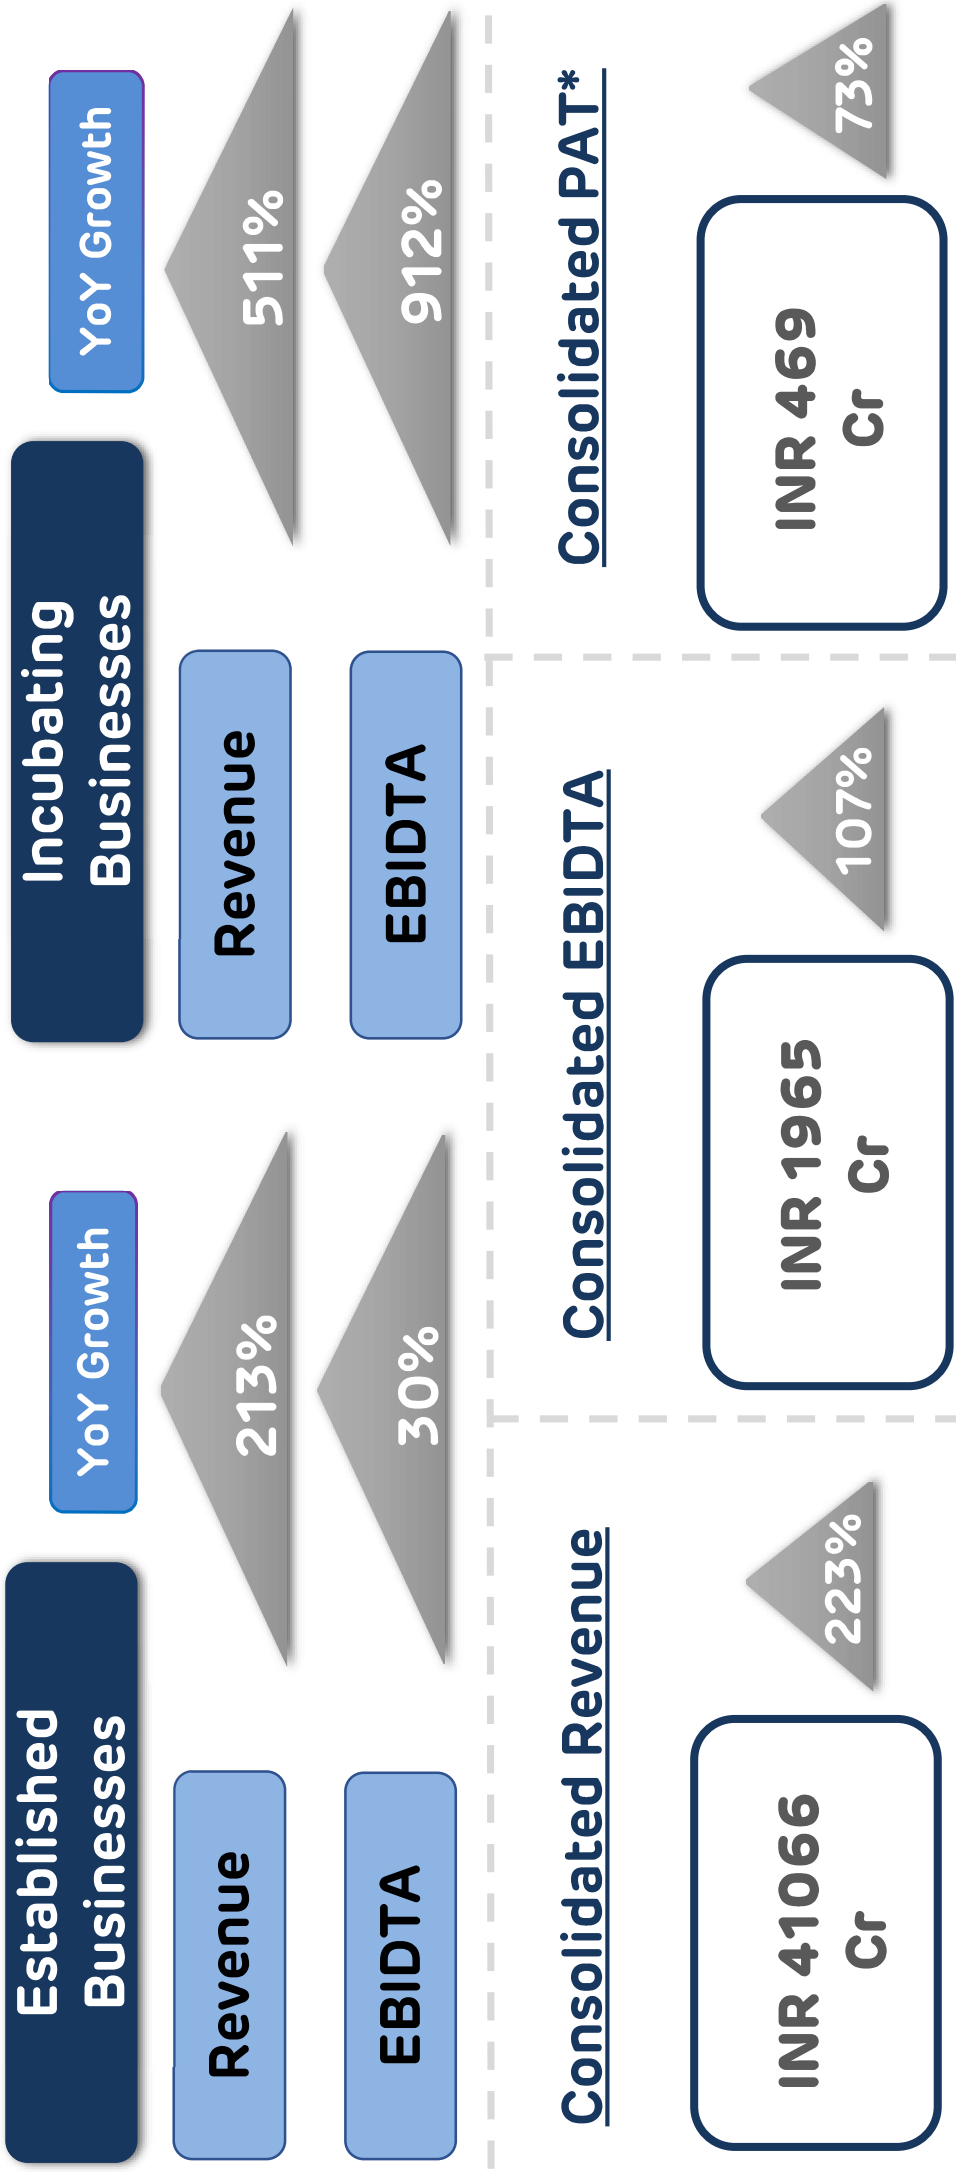 Established
Businesses
YoY Growth
Revenue
213%
EBIDTA
30%
Incubating
Businesses
YoY Growth
Revenue
511%
EBIDTA
912%
Consolidated Revenue
INR 41066
Cr
223%
Consolidated EBIDTA
INR 1965
Cr
107%
Consolidated PAT*
INR 469
Cr
73%